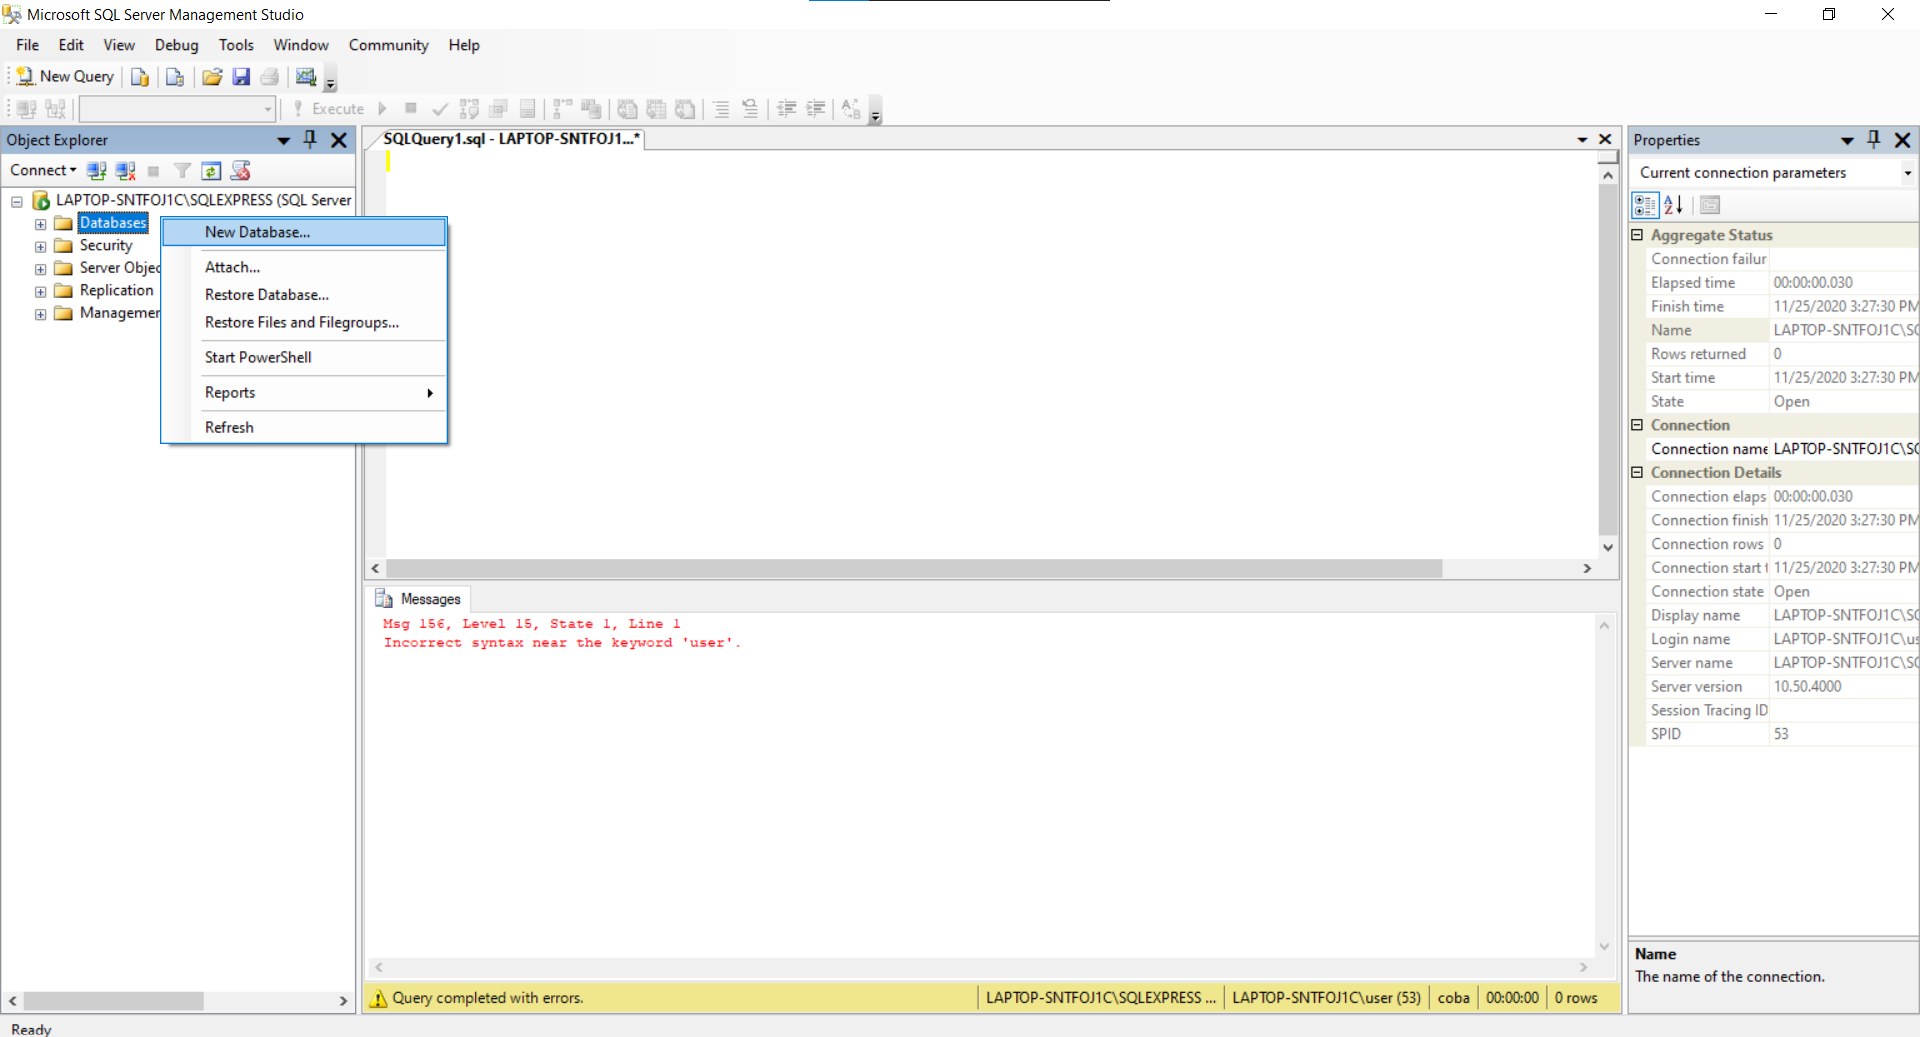 Microsoft SQL Server Management Studio
File Edit View Debug Tools Window Community Help
New Query
Execute
Object Explorer
Connect
LAPTOP-SNTFOJ1C\SQLEXPRESS (SQL Server
Databases
Security
Server Objec
Replication
Managemer
New Database...
Attach...
Restore Database...
Restore Files and Filegroups...
Start PowerShell
Reports
Refresh
SQLQuery1.sql - LAPTOP-SNTFOJ1...*
Messages
Msg 156, Level 15, State 1, Line 1
Incorrect syntax near the keyword 'user'.
Query completed with errors.
LAPTOP-SNTFOJ1C\SQLEXPRESS ... LAPTOP-SNTFOJ1C\user (53) coba 00:00:00 0 rows
Properties
Current connection parameters
Aggregate Status
Connection failur
Elapsed time 00:00:00.030
Finish time 11/25/2020 3:27:30 PM
Name LAPTOP-SNTFOJ1C\SQ
Rows returned 0
Start time 11/25/2020 3:27:30 PM
State Open
Connection
Connection name LAPTOP-SNTFOJ1C\SQ
Connection Details
Connection elaps 00:00:00.030
Connection finish 11/25/2020 3:27:30 PM
Connection rows 0
Connection start t 11/25/2020 3:27:30 PM
Connection state Open
Display name LAPTOP-SNTFOJ1C\SQ
Login name LAPTOP-SNTFOJ1C\us
Server name LAPTOP-SNTFOJ1C\SQ
Server version 10.50.4000
Session Tracing ID
SPID 53
Name
The name of the connection.
Ready